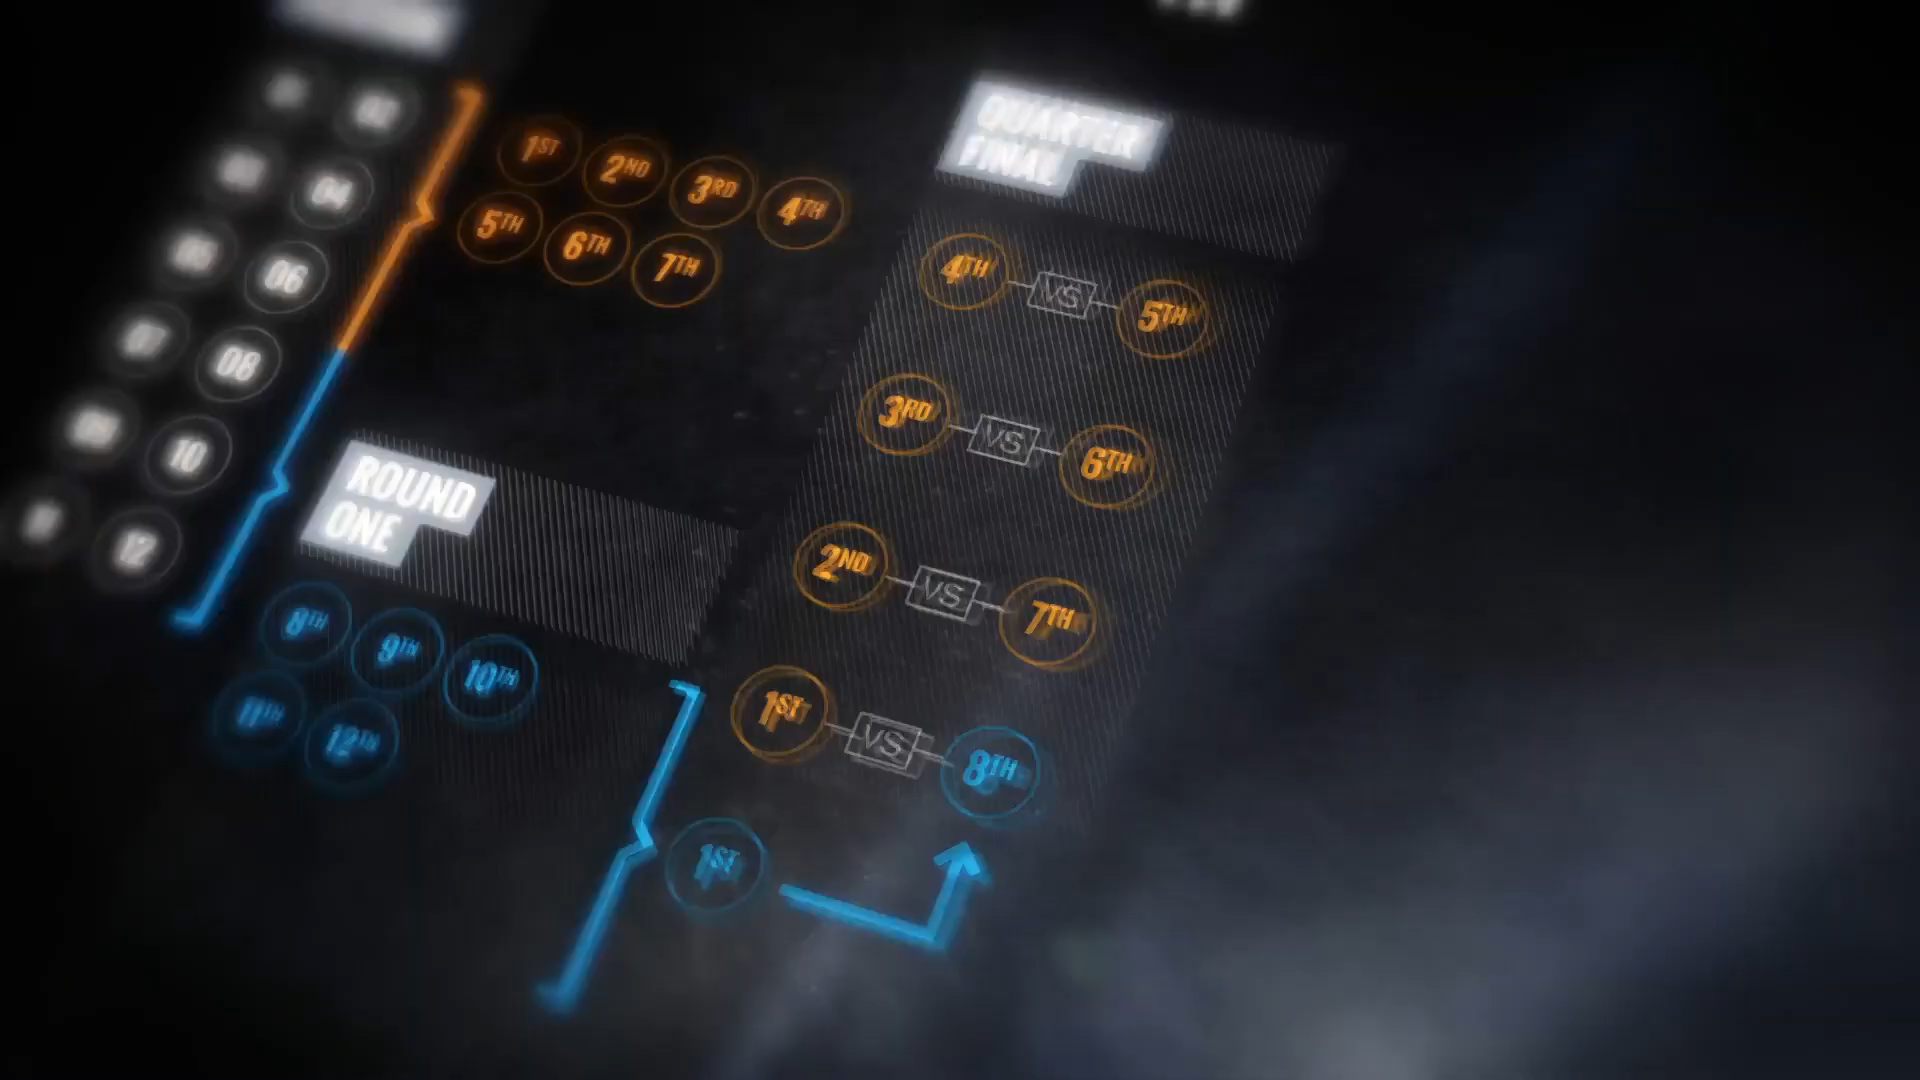 02
04
05 06
07 08
09 10
11 12
1ST 2ND 3RD 4TH
5TH 6TH 7TH
ROUND
ONE
8TH 9TH 10TH
11TH 12TH
1ST
QUARTER
FINAL
4TH VS 5TH
3RD VS 6TH
2ND VS 7TH
1ST VS 8TH